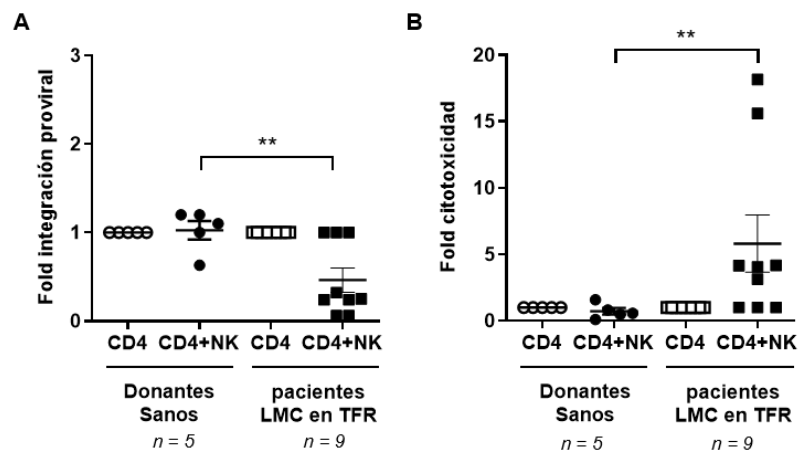 A
Fold integración proviral
3
2
1
0
**
CD4 CD4+NK CD4 CD4+NK
Donantes
Sanos
n = 5
pacientes
LMC en TFR
n = 9
B
Fold citotoxicidad
20
15
10
5
0
**
CD4 CD4+NK CD4 CD4+NK
Donantes
Sanos
n = 5
pacientes
LMC en TFR
n = 9